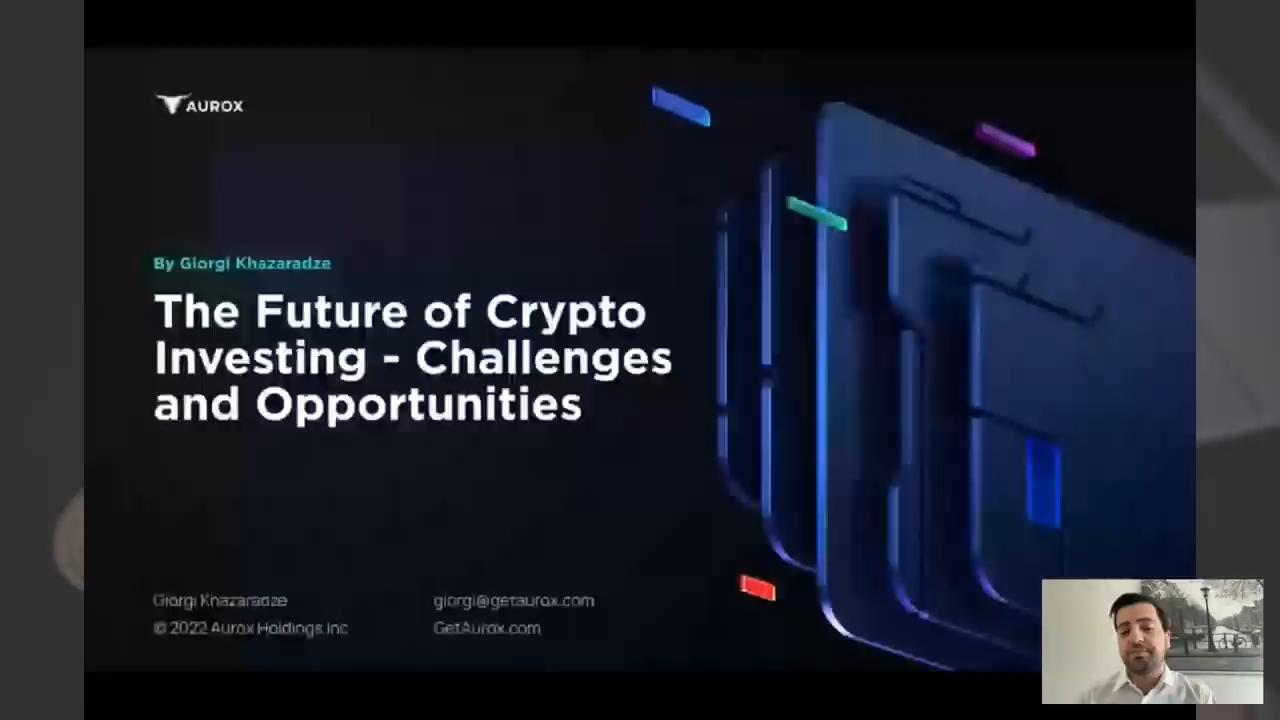 AUROX
By Giorgi Khazaradze
The Future of Crypto
Investing - Challenges
and Opportunities
Giorgi Khazaradze
giorgi@getaurox.com
© 2022 Aurox Holdings Inc
GetAurox.com